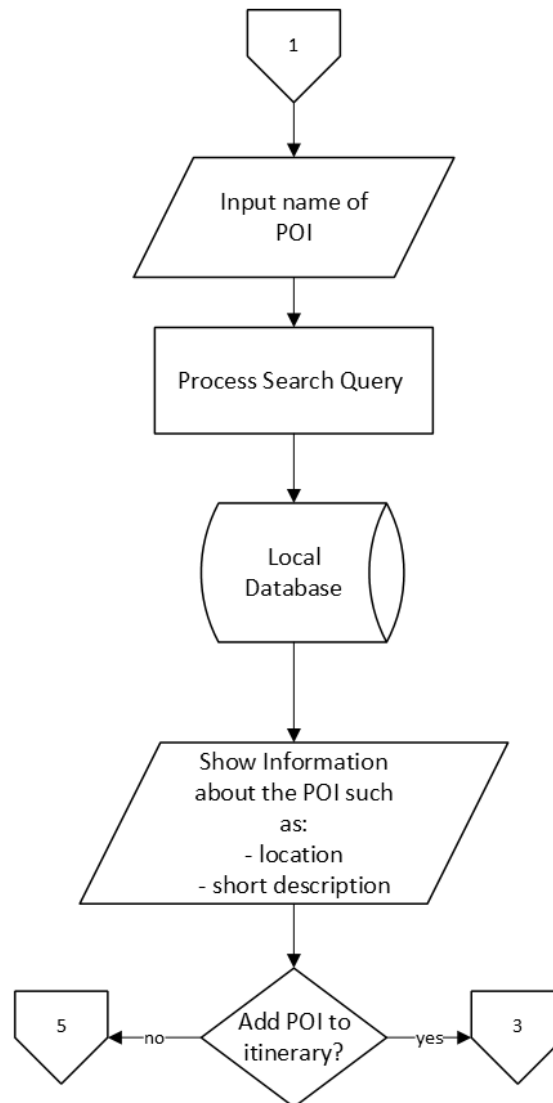 1
Input name of
POI
Process Search Query
Local
Database
Show Information
about the POI such
as:
- location
- short description
Add POI to
itinerary?
5
no
yes
3